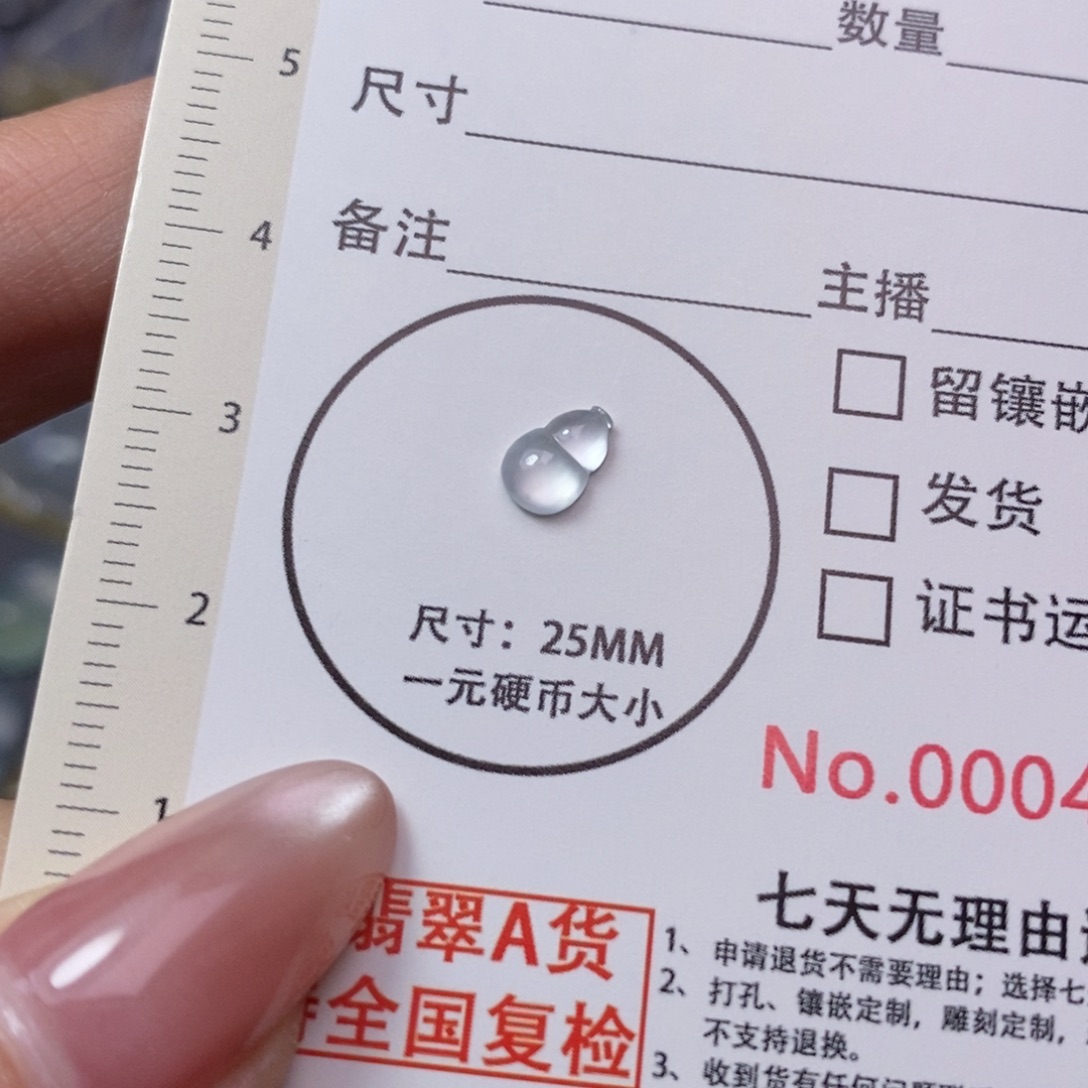 数量
尺寸
备注
主播
留镶嵌
发货
证书运
尺寸：25MM
一元硬币大小
No.0004
翡翠A货
全国复检
七天无理由
1、申请退货不需要理由；选择七
2、打孔、镶嵌定制，雕刻定制，
不支持退换。
3、收到货有任何
5
4
3
2
1